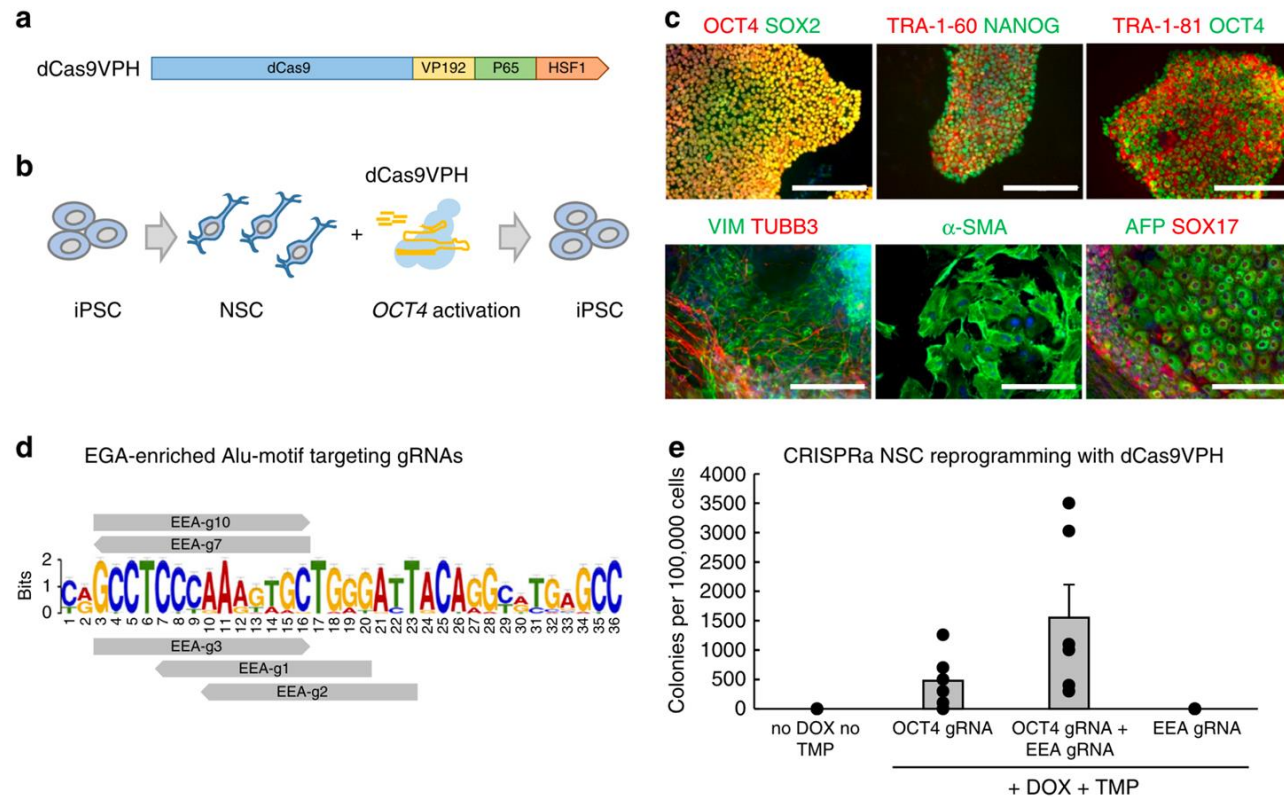 a
dCas9VPH
dCas9
VP192
P65
HSF1
b
dCas9VPH
+
iPSC
NSC
OCT4 activation
iPSC
c
OCT4 SOX2
TRA-1-60 NANOG
TRA-1-81 OCT4
VIM TUBB3
α-SMA
AFP SOX17
d
EGA-enriched Alu-motif targeting gRNAs
EEA-g10
EEA-g7
Bits
2
1
0
CAGCCTCCCAAAGTGCTGGGATTACAGGCATGAGCC
1 2 3 4 5 6 7 8 9 10 11 12 13 14 15 16 17 18 19 20 21 22 23 24 25 26 27 28 29 30 31 32 33 34 35 36
EEA-g3
EEA-g1
EEA-g2
e
CRISPRa NSC reprogramming with dCas9VPH
Colonies per 100,000 cells
4000
3500
3000
2500
2000
1500
1000
500
0
no DOX no
TMP
OCT4 gRNA
OCT4 gRNA +
EEA gRNA
EEA gRNA
+ DOX + TMP